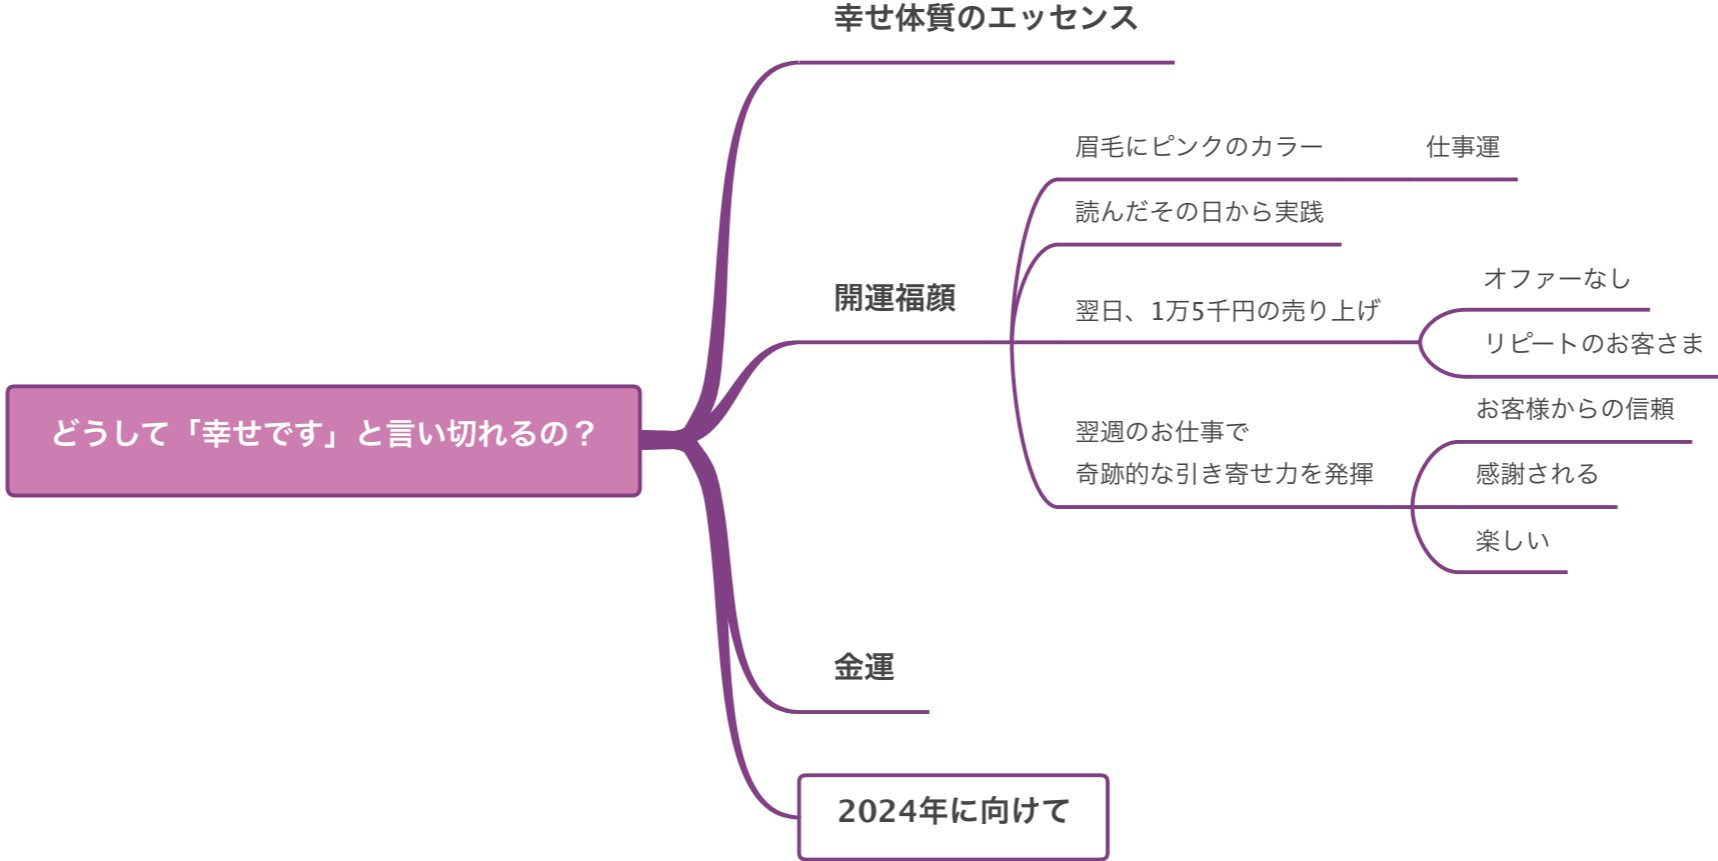 幸せ体質のエッセンス
眉毛にピンクのカラー
仕事運
読んだその日から実践
開運福顔
翌日、1万5千円の売り上げ
オファーなし
リピートのお客さま
翌週のお仕事で
奇跡的な引き寄せ力を発揮
お客様からの信頼
感謝される
楽しい
どうして「幸せです」と言い切れるの？
金運
2024年に向けて